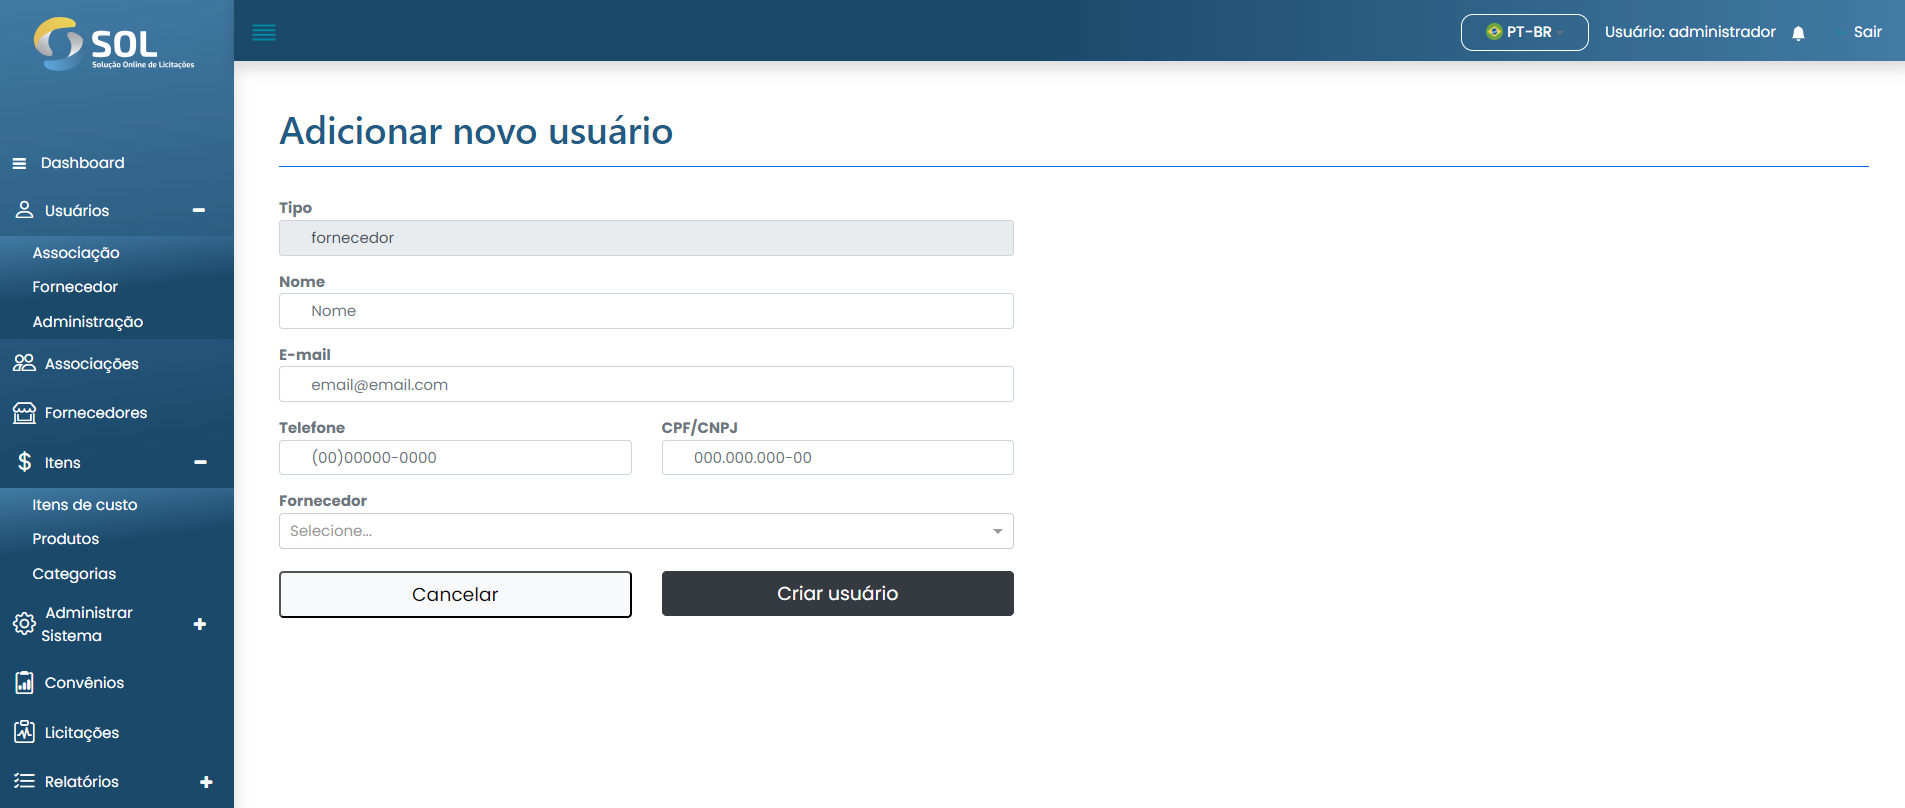 SOL
Solução Online de Licitações
PT-BR
Usuário: administrador
Sair
Dashboard
Usuários
Associação
Fornecedor
Administração
Associações
Fornecedores
Itens
Itens de custo
Produtos
Categorias
Administrar
Sistema
Convênios
Licitações
Relatórios
Adicionar novo usuário
Tipo
fornecedor
Nome
Nome
E-mail
email@email.com
Telefone
CPF/CNPJ
(00)00000-0000
000.000.000-00
Fornecedor
Selecione...
Cancelar
Criar usuário